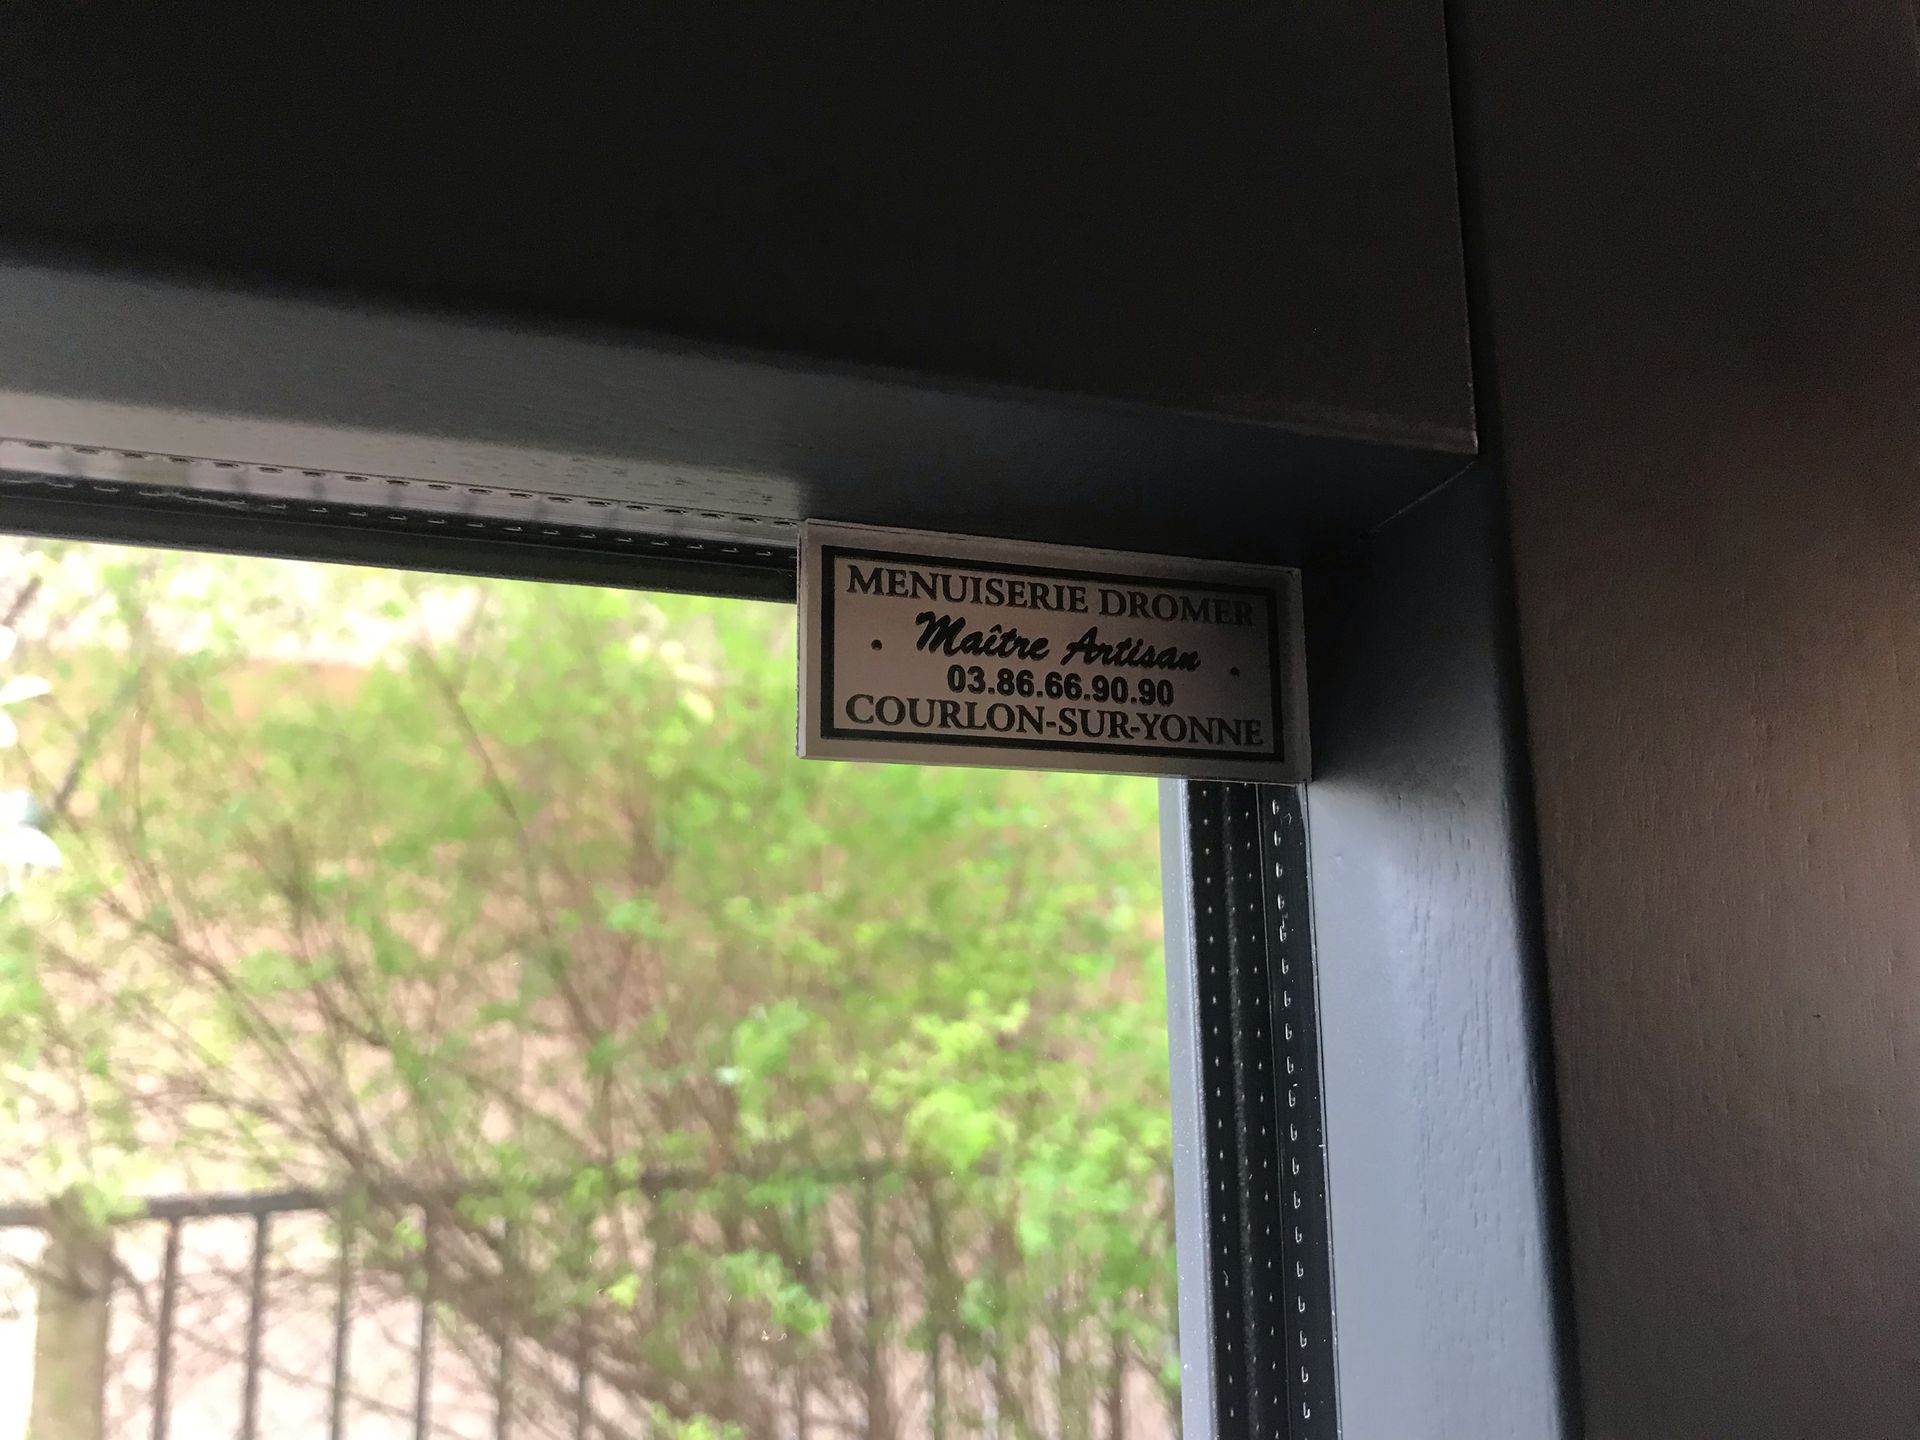 MENUISERIE DROMER
• Maître Artisan •
03.86.66.90.90
COURLON-SUR-YONNE